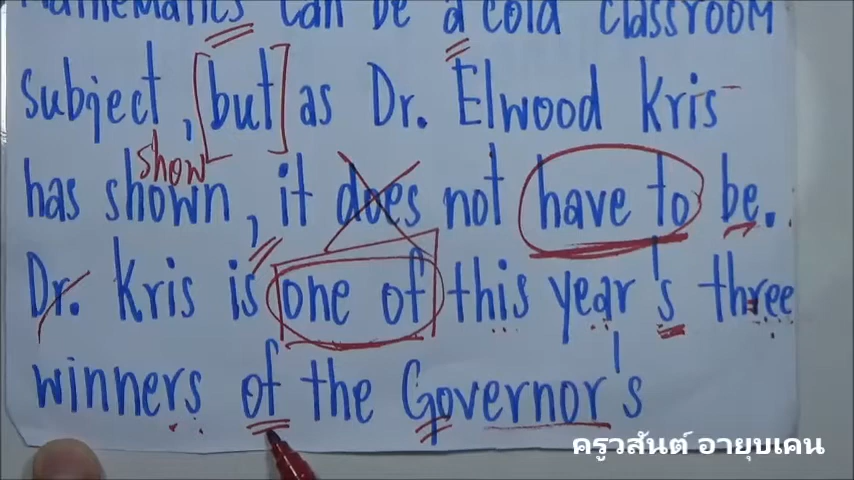 Mathematics can be a cold classroom
subject, but as Dr. Elwood Kris
show
has shown, it does not have to be.
Dr. Kris is one of this year's three
winners of the Governor's
ครูวสันต์ อายุบเคน